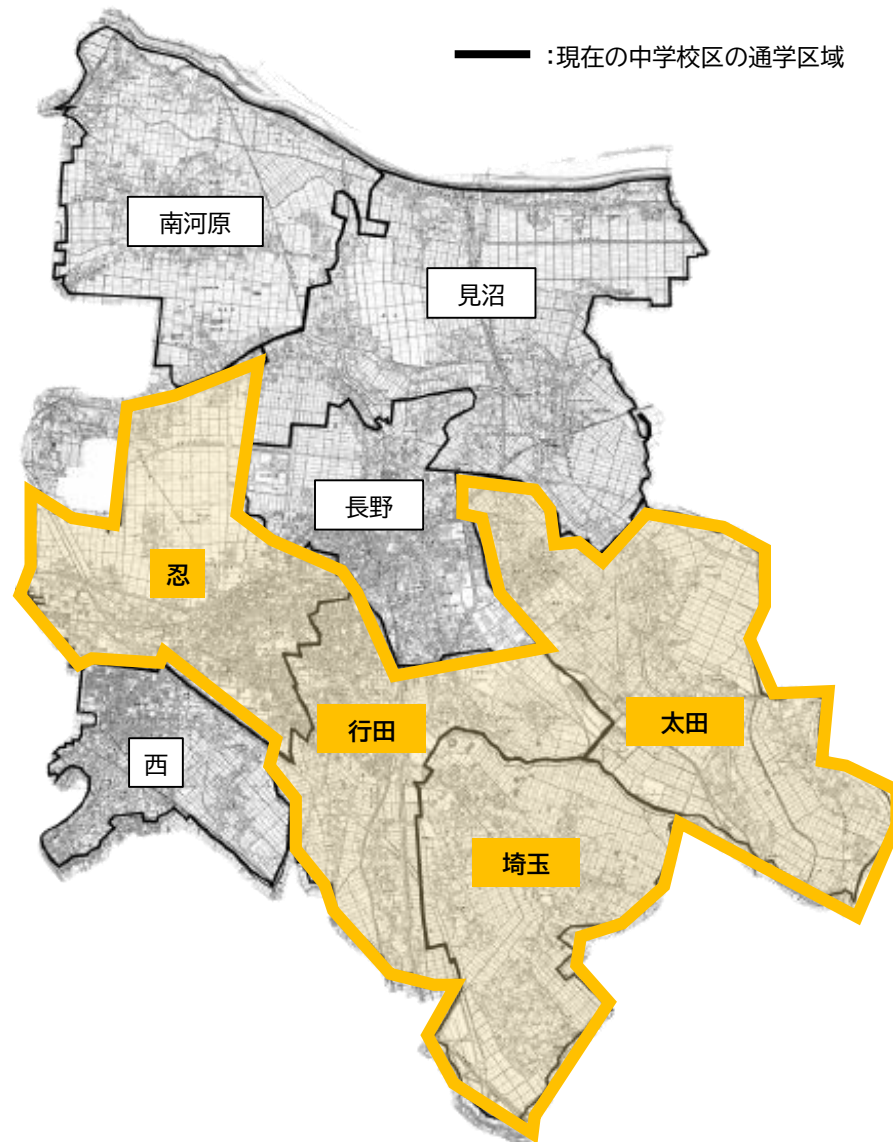 :現在の中学校区の通学区域
南河原
見沼
長野
忍
行田
太田
西
埼玉